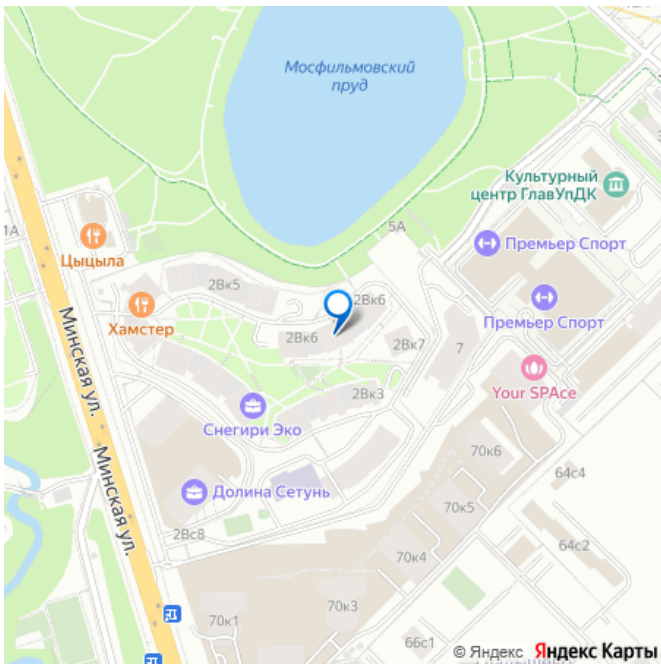 Мосфильмовский
пруд
Культурный
центр ГлавУпДК
1А
5А
Цыцыла
Премьер Спорт
2Вк5
2Вк6
Хамстер
Премьер Спорт
2Вк6
2Вк7
7
Минская ул.
Your SPAce
2Вк3
Снегири Эко
70к6
64с4
Минская ул.
Долина Сетунь
70к5
2Вс8
64с2
70к4
70к3
70к1
66с1
© Яндекс Яндекс Карты